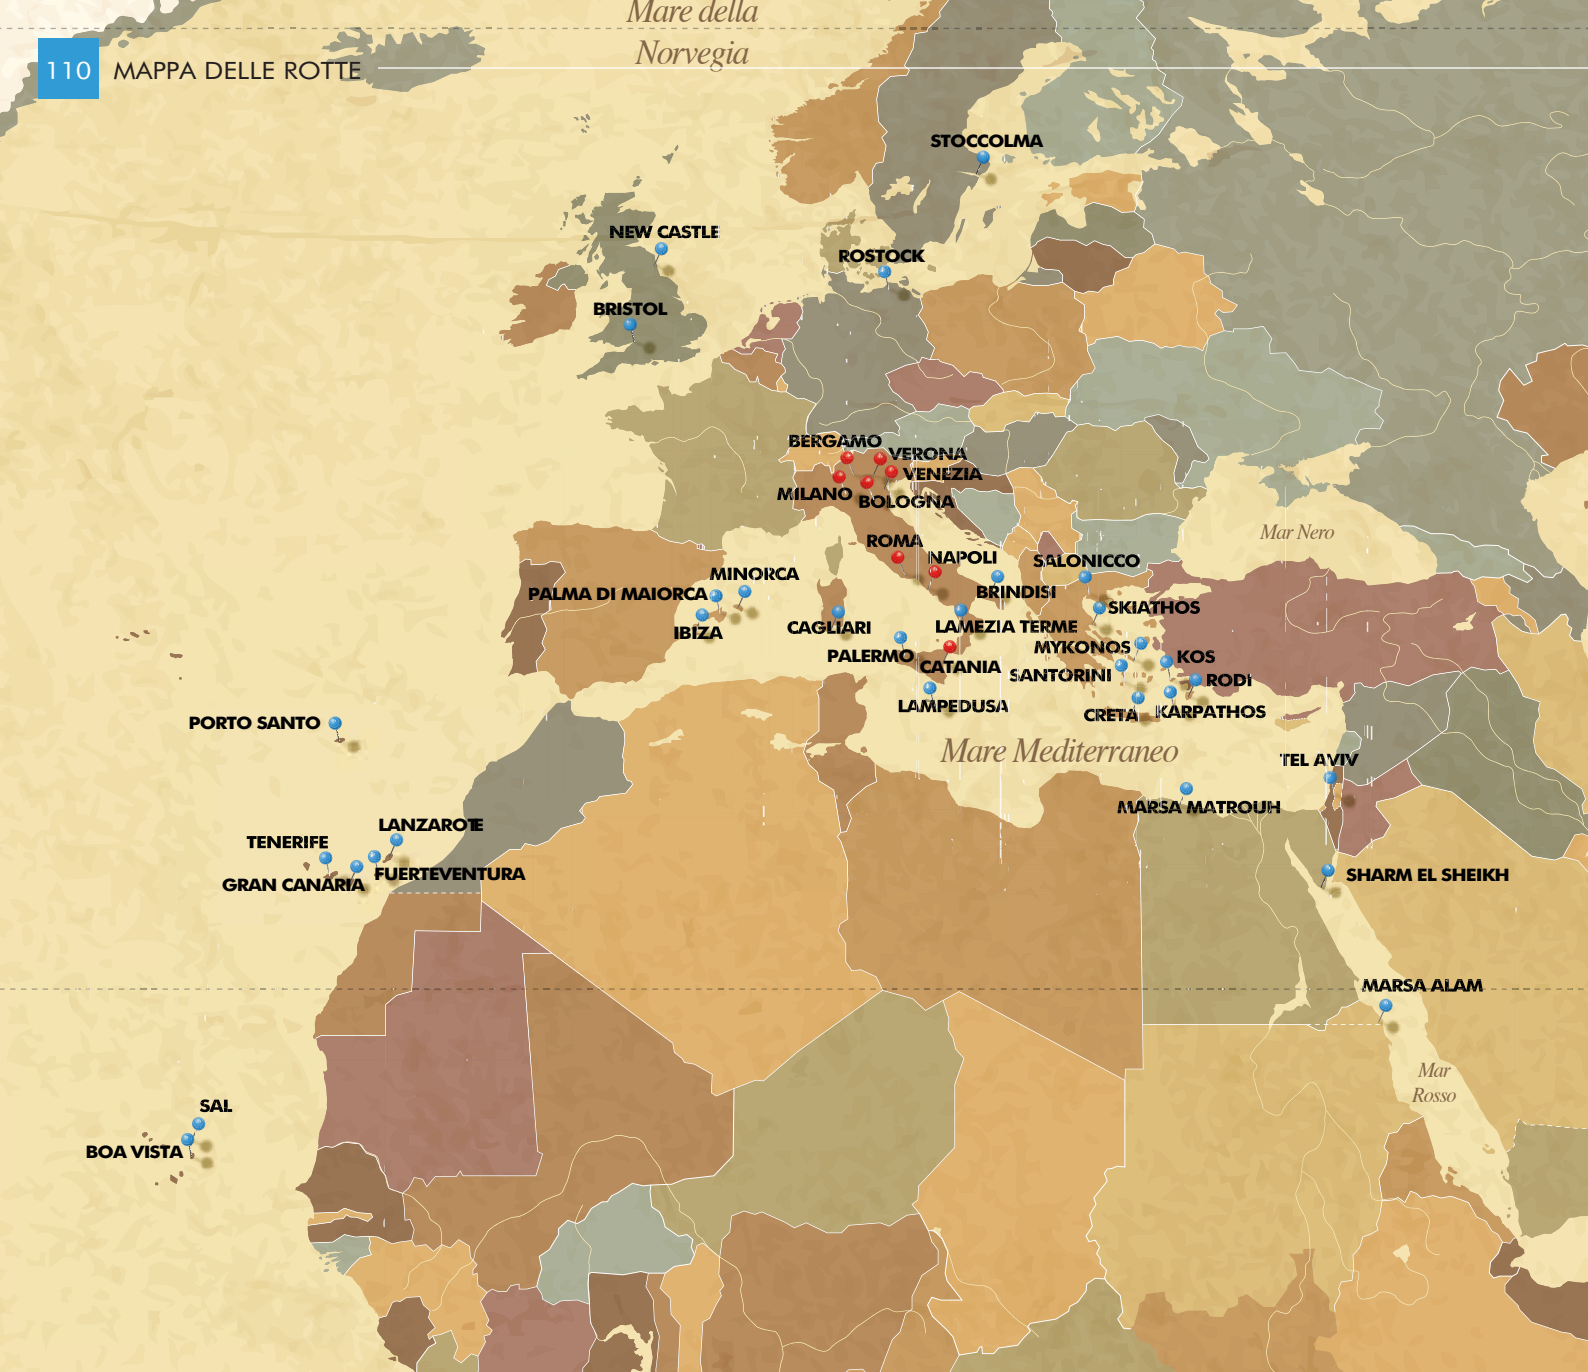 Mare della
Norvegia
110 MAPPA DELLE ROTTE
STOCCOLMA
NEW CASTLE
ROSTOCK
BRISTOL
BERGAMO
VERONA
VENEZIA
MILANO
BOLOGNA
Mar Nero
ROMA
NAPOLI
SALONICCO
MINORCA
PALMA DI MAIORCA
BRINDISI
SKIATHOS
IBIZA
CAGLIARI
LAMEZIA TERME
MYKONOS
PALERMO
CATANIA
SANTORINI
KOS
RODI
LAMPEDUSA
CRETA
KARPATHOS
PORTO SANTO
Mare Mediterraneo
TEL AVIV
MARSA MATROUH
LANZAROTE
TENERIFE
GRAN CANARIA
FUERTEVENTURA
SHARM EL SHEIKH
MARSA ALAM
Mar
Rosso
SAL
BOA VISTA